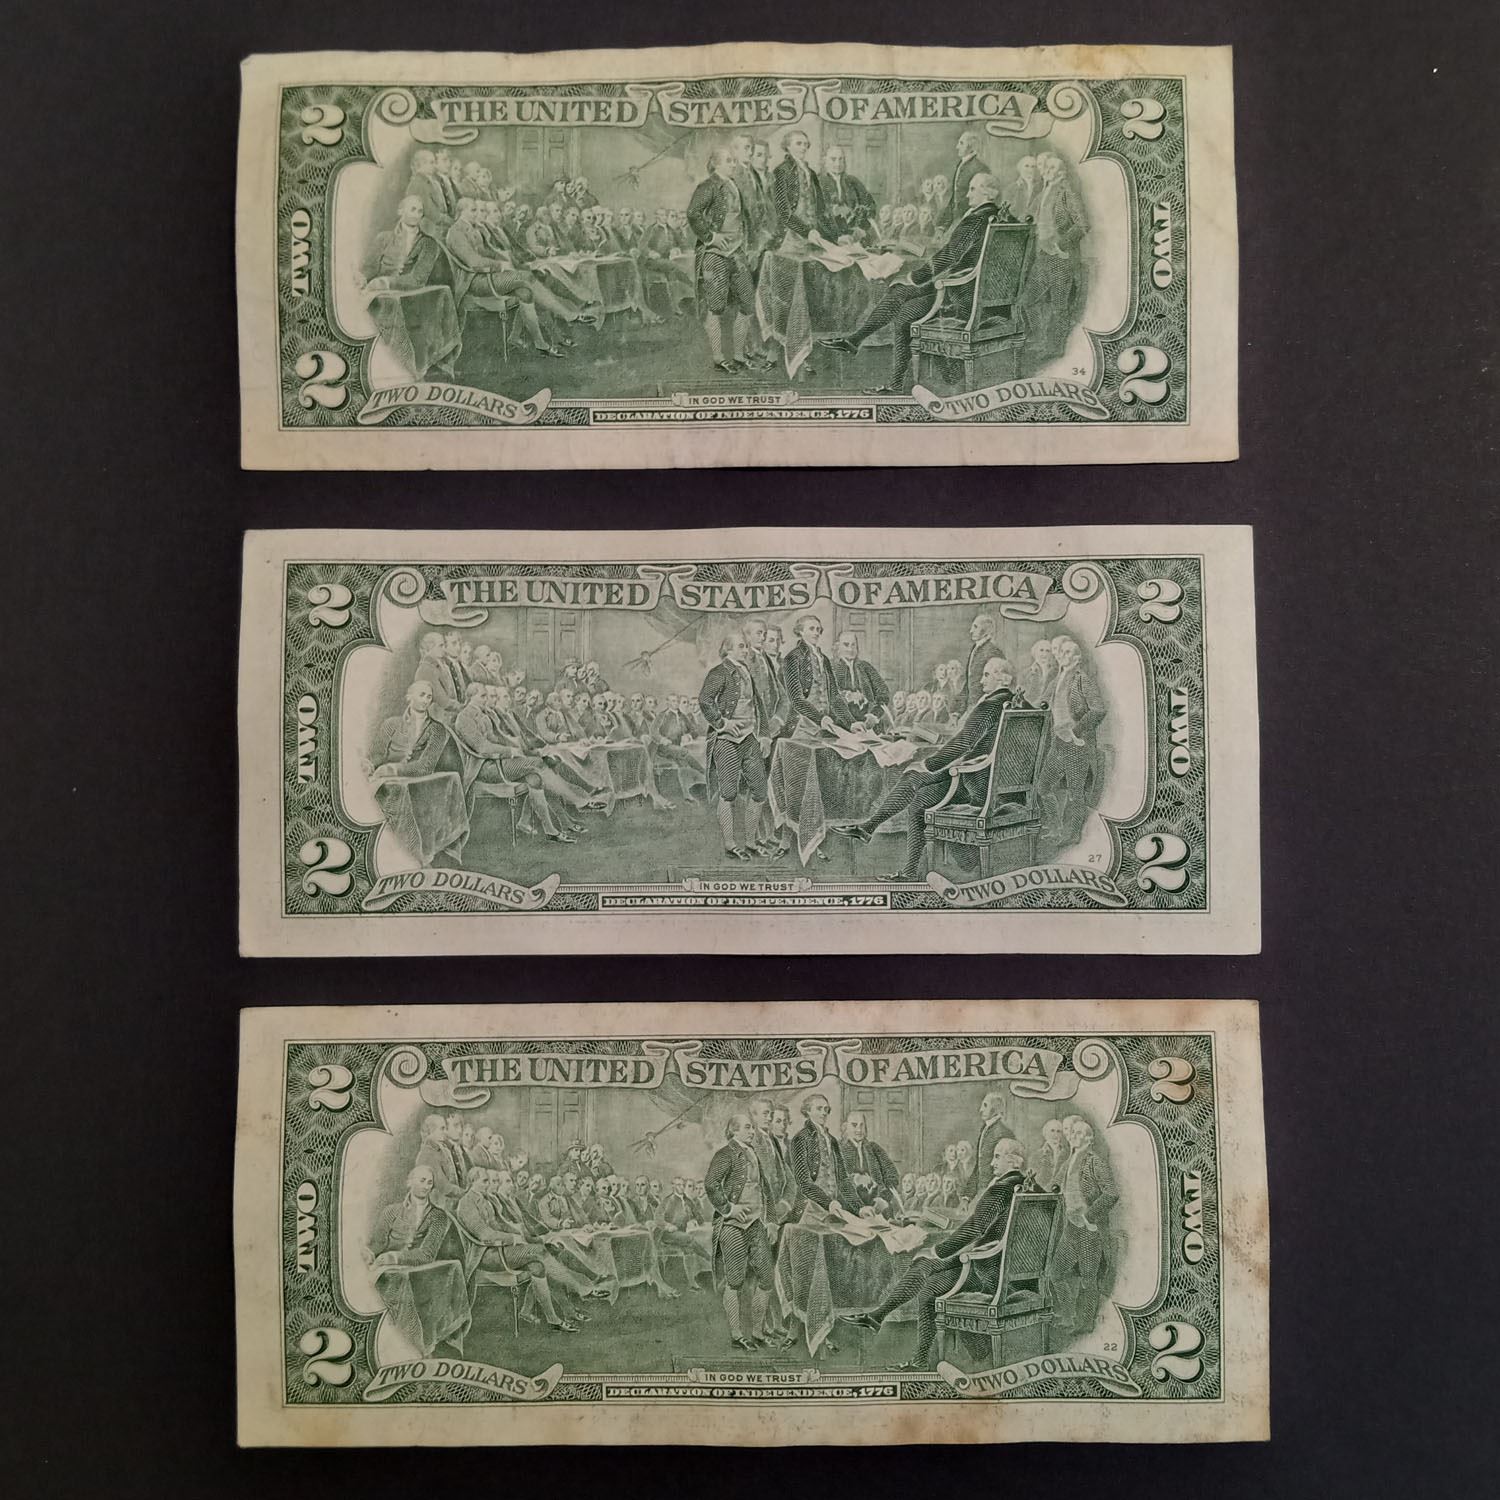 2 THE UNITED STATES OF AMERICA 2
TWO TWO
34
2 TWO DOLLARS IN GOD WE TRUST TWO DOLLARS 2
DECLARATION OF INDEPENDENCE, 1776
2 THE UNITED STATES OF AMERICA 2
TWO TWO
27
2 TWO DOLLARS IN GOD WE TRUST TWO DOLLARS 2
DECLARATION OF INDEPENDENCE, 1776
2 THE UNITED STATES OF AMERICA 2
TWO TWO
22
2 TWO DOLLARS IN GOD WE TRUST TWO DOLLARS 2
DECLARATION OF INDEPENDENCE, 1776